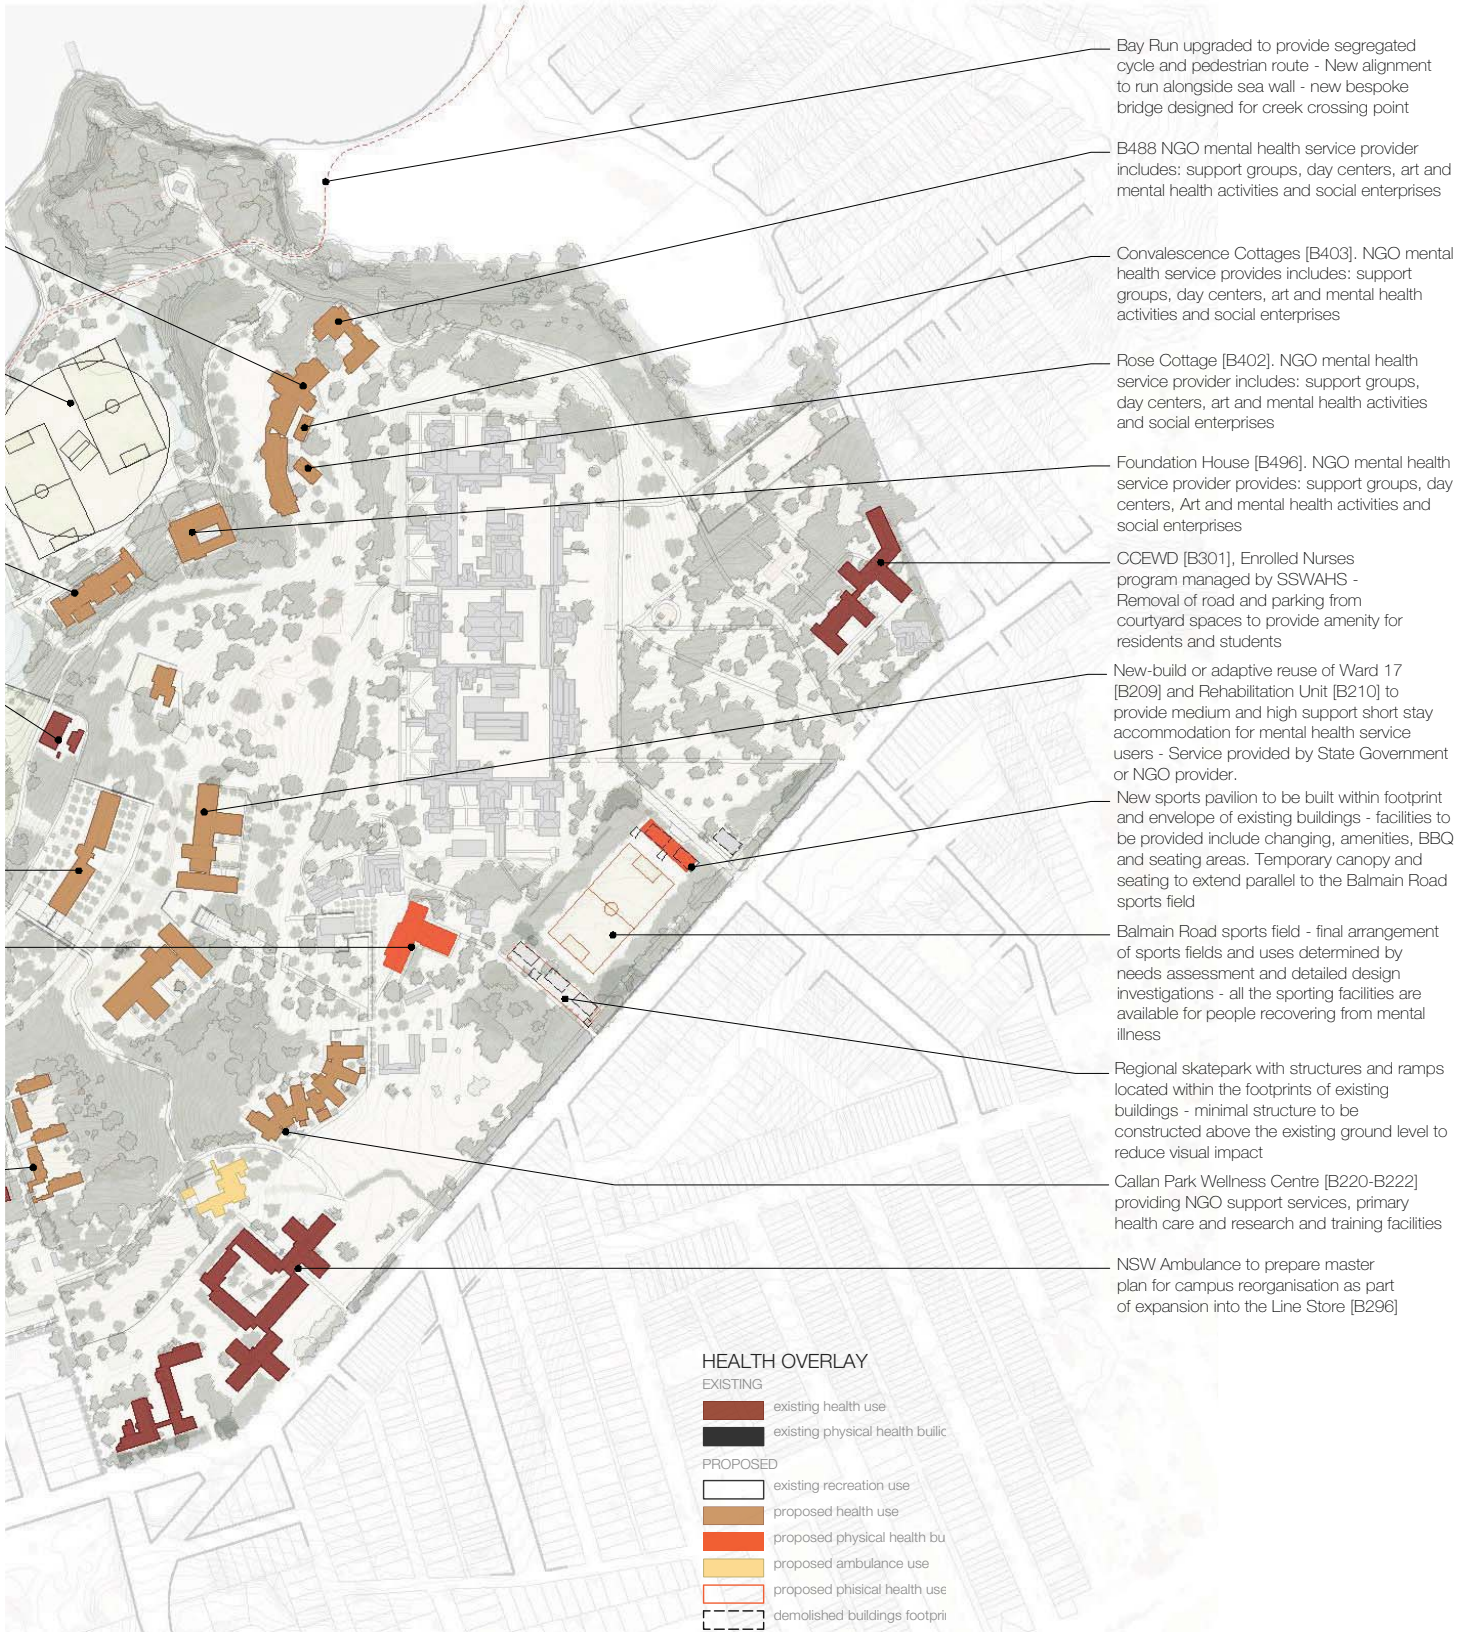 Bay Run upgraded to provide segregated
cycle and pedestrian route - New alignment
to run alongside sea wall - new bespoke
bridge designed for creek crossing point
B488 NGO mental health service provider
includes: support groups, day centers, art and
mental health activities and social enterprises
Convalescence Cottages [B403]. NGO mental
health service provides includes: support
groups, day centers, art and mental health
activities and social enterprises
Rose Cottage [B402]. NGO mental health
service provider includes: support groups,
day centers, art and mental health activities
and social enterprises
Foundation House [B496]. NGO mental health
service provider provides: support groups, day
centers, Art and mental health activities and
social enterprises
CCEWD [B301], Enrolled Nurses
program managed by SSWAHS -
Removal of road and parking from
courtyard spaces to provide amenity for
residents and students
New-build or adaptive reuse of Ward 17
[B209] and Rehabilitation Unit [B210] to
provide medium and high support short stay
accommodation for mental health service
users - Service provided by State Government
or NGO provider.
New sports pavilion to be built within footprint
and envelope of existing buildings - facilities to
be provided include changing, amenities, BBQ
and seating areas. Temporary canopy and
seating to extend parallel to the Balmain Road
sports field
Balmain Road sports field - final arrangement
of sports fields and uses determined by
needs assessment and detailed design
investigations - all the sporting facilities are
available for people recovering from mental
illness
Regional skatepark with structures and ramps
located within the footprints of existing
buildings - minimal structure to be
constructed above the existing ground level to
reduce visual impact
Callan Park Wellness Centre [B220-B222]
providing NGO support services, primary
health care and research and training facilities
NSW Ambulance to prepare master
plan for campus reorganisation as part
of expansion into the Line Store [B296]
HEALTH OVERLAY
EXISTING
existing health use
existing physical health buildc
PROPOSED
existing recreation use
proposed health use
proposed physical health bu
proposed ambulance use
proposed phisical health use
demolished buildings footpri